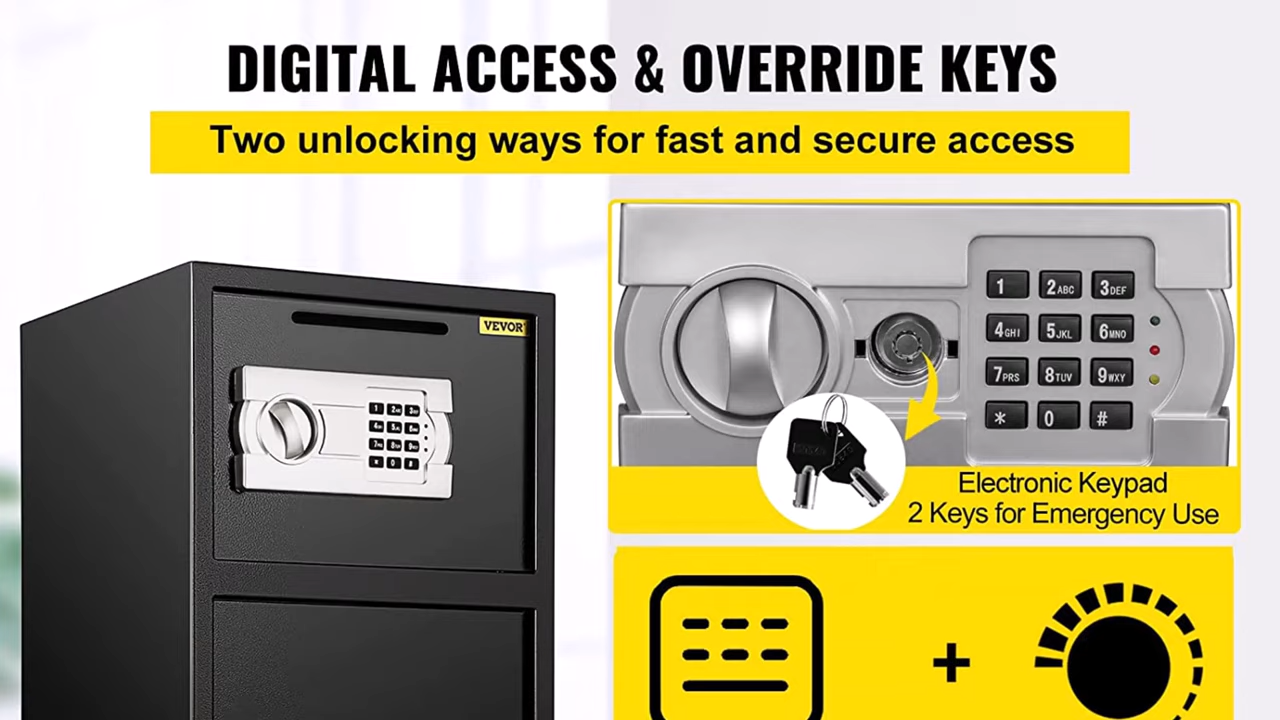 DIGITAL ACCESS & OVERRIDE KEYS
Two unlocking ways for fast and secure access
VEVOR
1 2ABC 3DEF
4GHI 5JKL 6MNO
7PRS 8TUV 9WXY
* 0 #
Electronic Keypad
2 Keys for Emergency Use
+